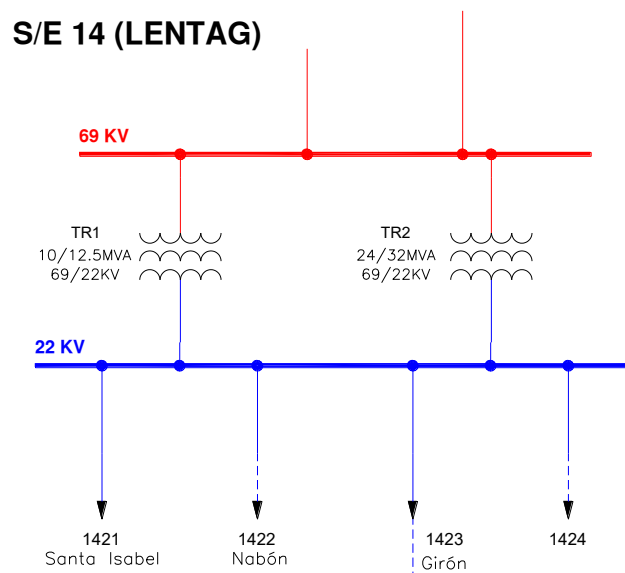 S/E 14 (LENTAG)
69 KV
TR1
10/12.5MVA
69/22KV
TR2
24/32MVA
69/22KV
22 KV
1421
Santa Isabel
1422
Nabón
1423
Girón
1424